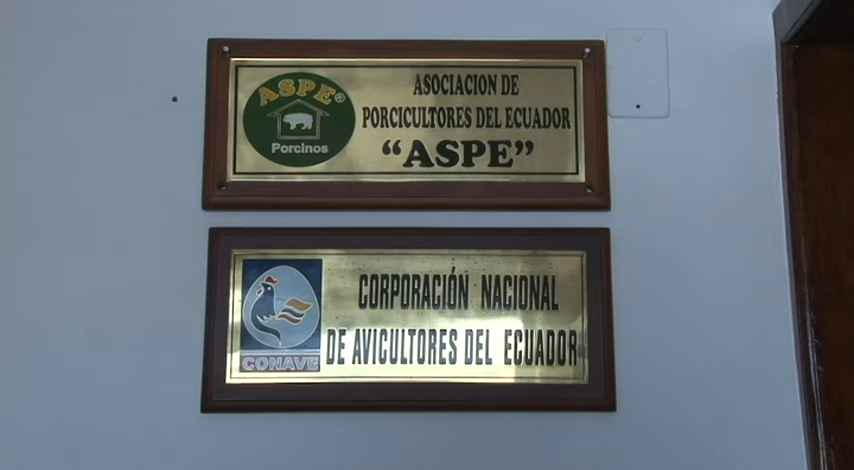 ASPE®
Porcinos
ASOCIACION DE
PORCICULTORES DEL ECUADOR
“ASPE”
CONAVE
CORPORACIÓN NACIONAL
DE AVICULTORES DEL ECUADOR